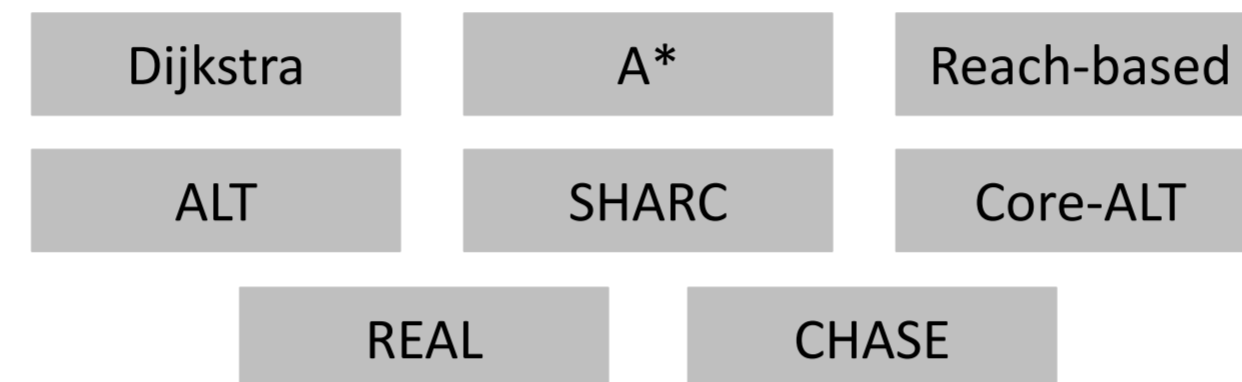 Dijkstra
A*
Reach-based
ALT
SHARC
Core-ALT
REAL
CHASE